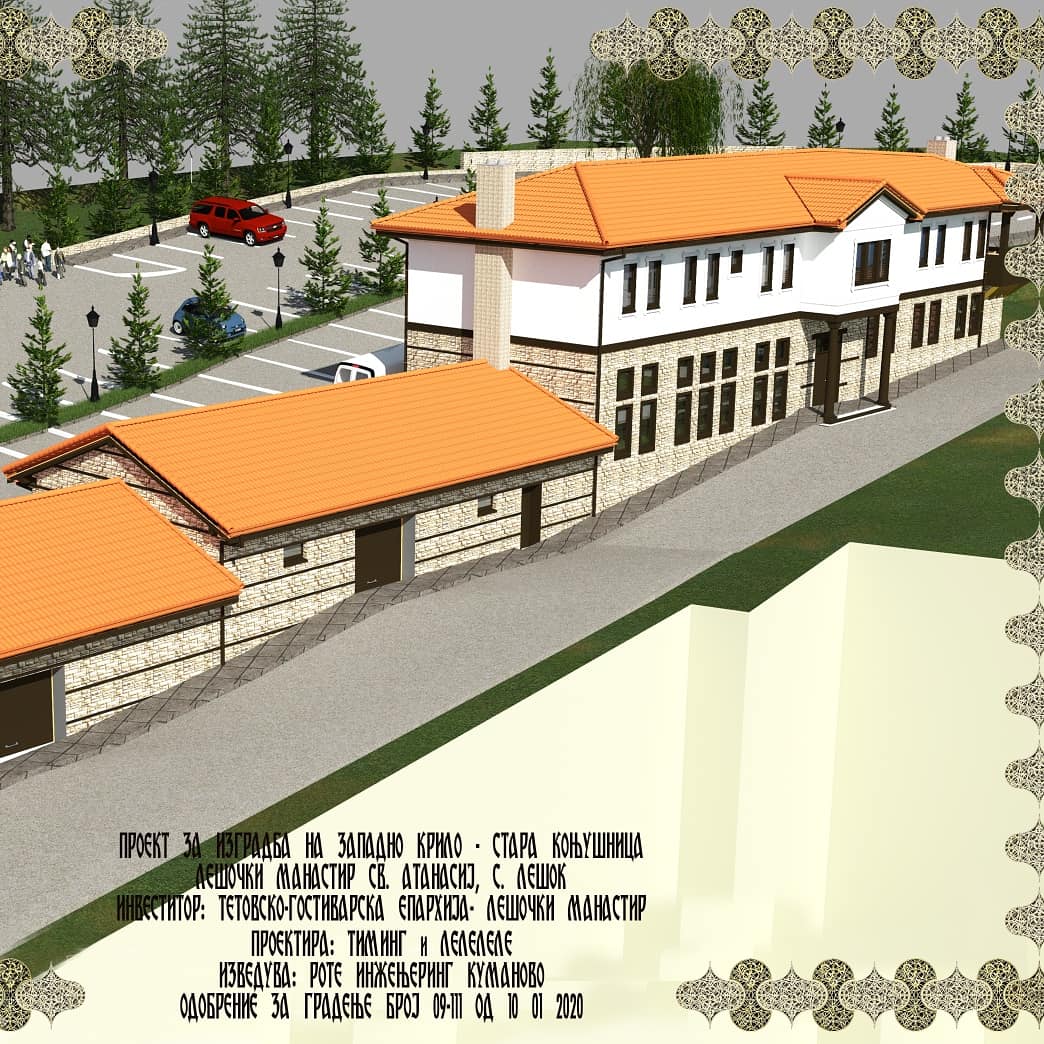 ПРОЕКТ ЗА ИЗГРАДБА НА ЗАПАДНО КРИЛО - СТАРА КОЊУШНИЦА
ЛЕШОЧКИ МАНАСТИР СВ. АТАНАСИЈ, С. ЛЕШОК
ИНВЕСТИТОР: ТЕТОВСКО-ГОСТИВАРСКА ЕПАРХИЈА- ЛЕШОЧКИ МАНАСТИР
ПРОЕКТИРА: ТИМИНГ и ЛЕЛЕЛЕЛЕ
ИЗВЕДУВА: РОТЕ ИНЖЕЊЕРИНГ КУМАНОВО
ОДОБРЕНИЕ ЗА ГРАДЕЊЕ БРОЈ 09-111 ОД 10 01 2020